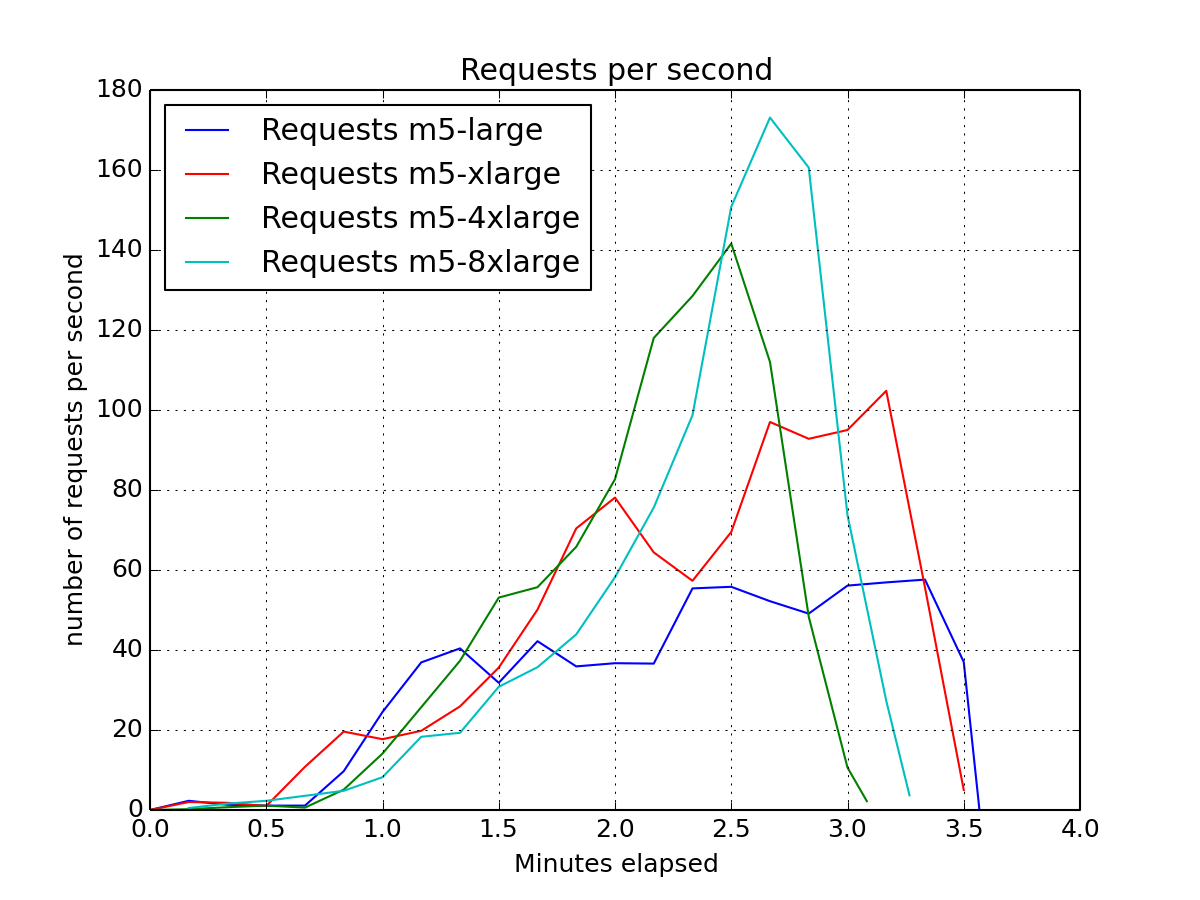 Requests per second
180
160
140
120
100
80
60
40
20
0
number of requests per second
Requests m5-large
Requests m5-xlarge
Requests m5-4xlarge
Requests m5-8xlarge
0.0 0.5 1.0 1.5 2.0 2.5 3.0 3.5 4.0
Minutes elapsed